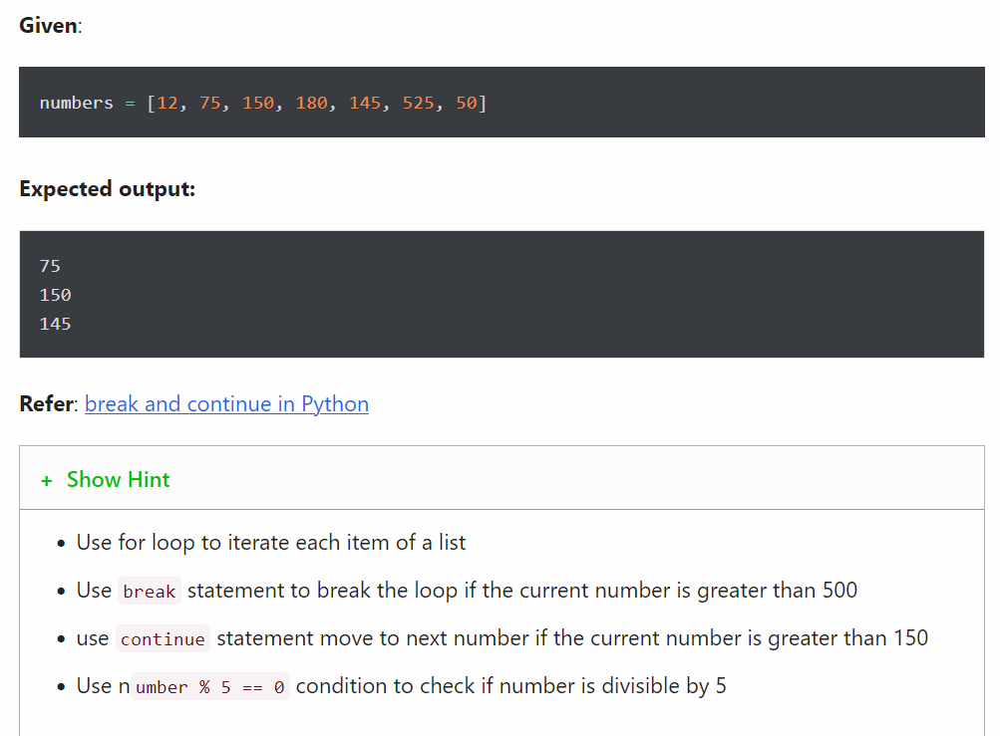 Given:
numbers = [12, 75, 150, 180, 145, 525, 50]
Expected output:
75
150
145
Refer: break and continue in Python
+ Show Hint
• Use for loop to iterate each item of a list
• Use break statement to break the loop if the current number is greater than 500
• use continue statement move to next number if the current number is greater than 150
• Use number % 5 == 0 condition to check if number is divisible by 5